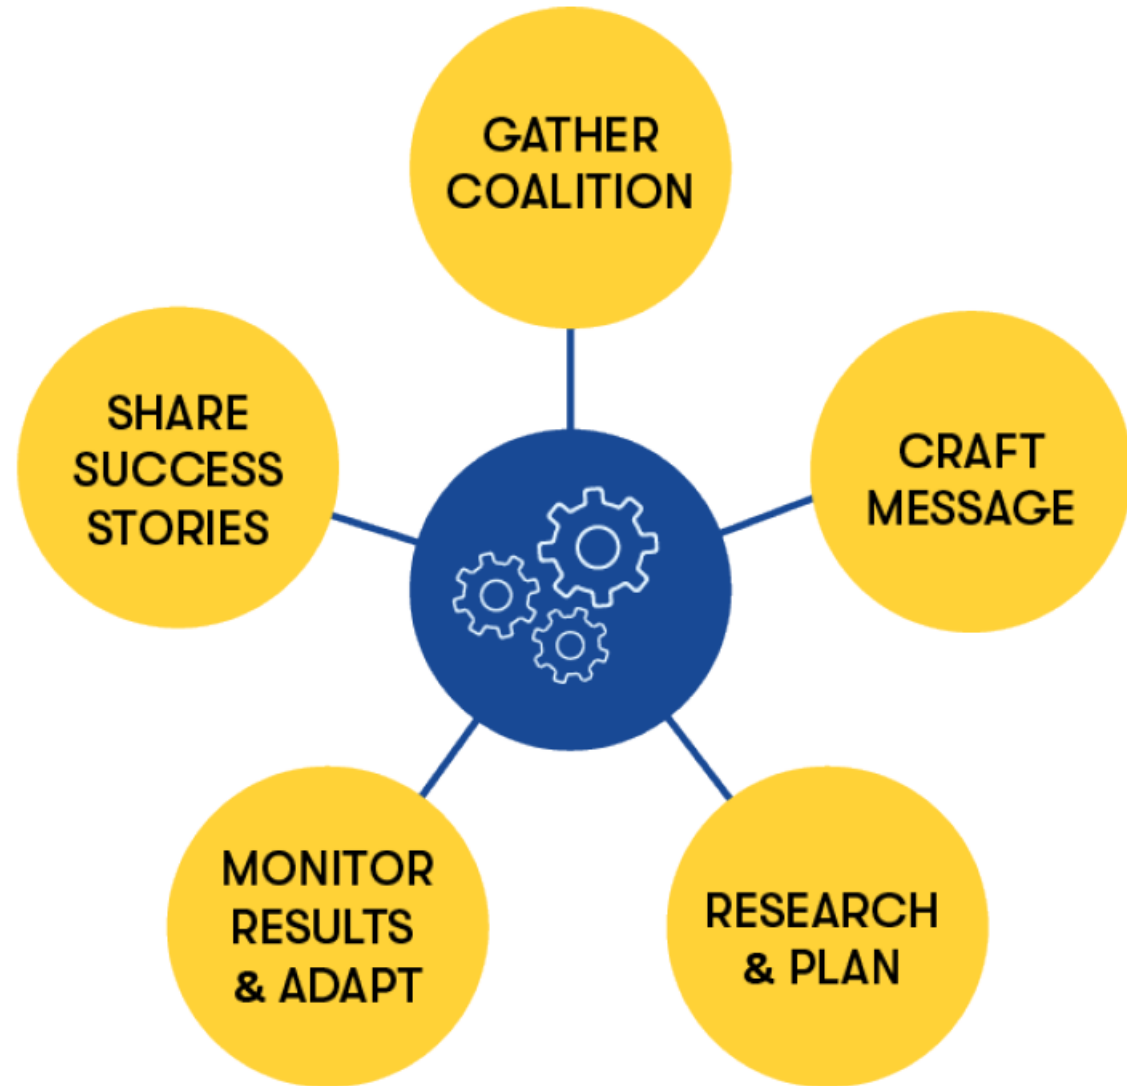 GATHER
COALITION
CRAFT
MESSAGE
RESEARCH
& PLAN
MONITOR
RESULTS
& ADAPT
SHARE
SUCCESS
STORIES